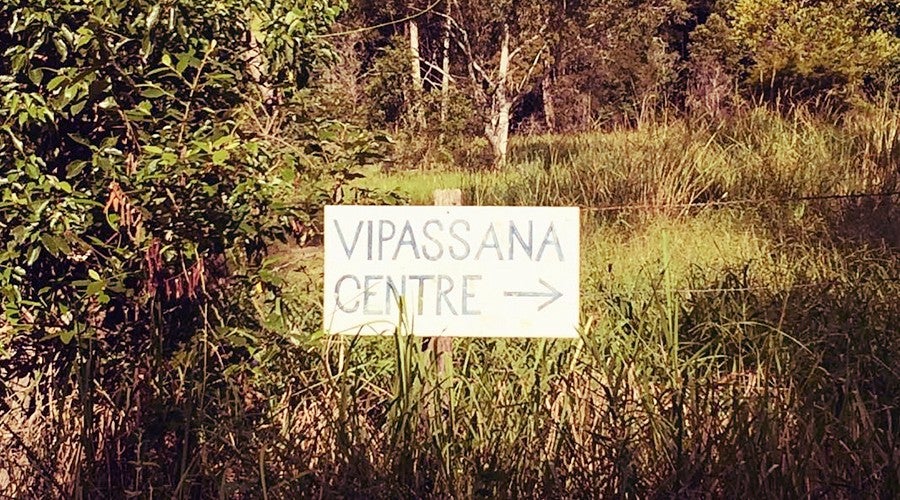 VIPASSANA
CENTRE →